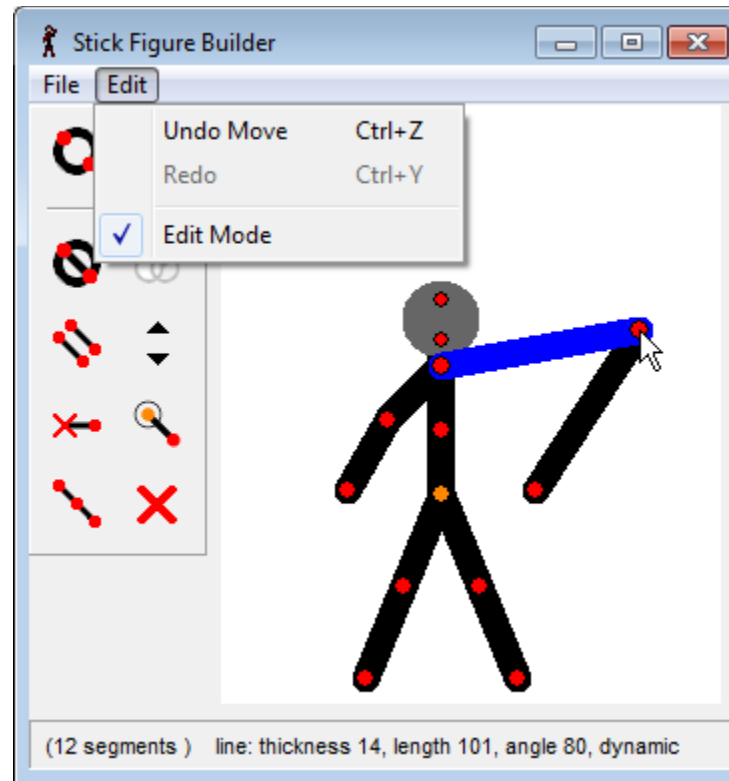 Stick Figure Builder
File Edit
Undo Move Ctrl+Z
Redo Ctrl+Y
Edit Mode
(12 segments ) line: thickness 14, length 101, angle 80, dynamic